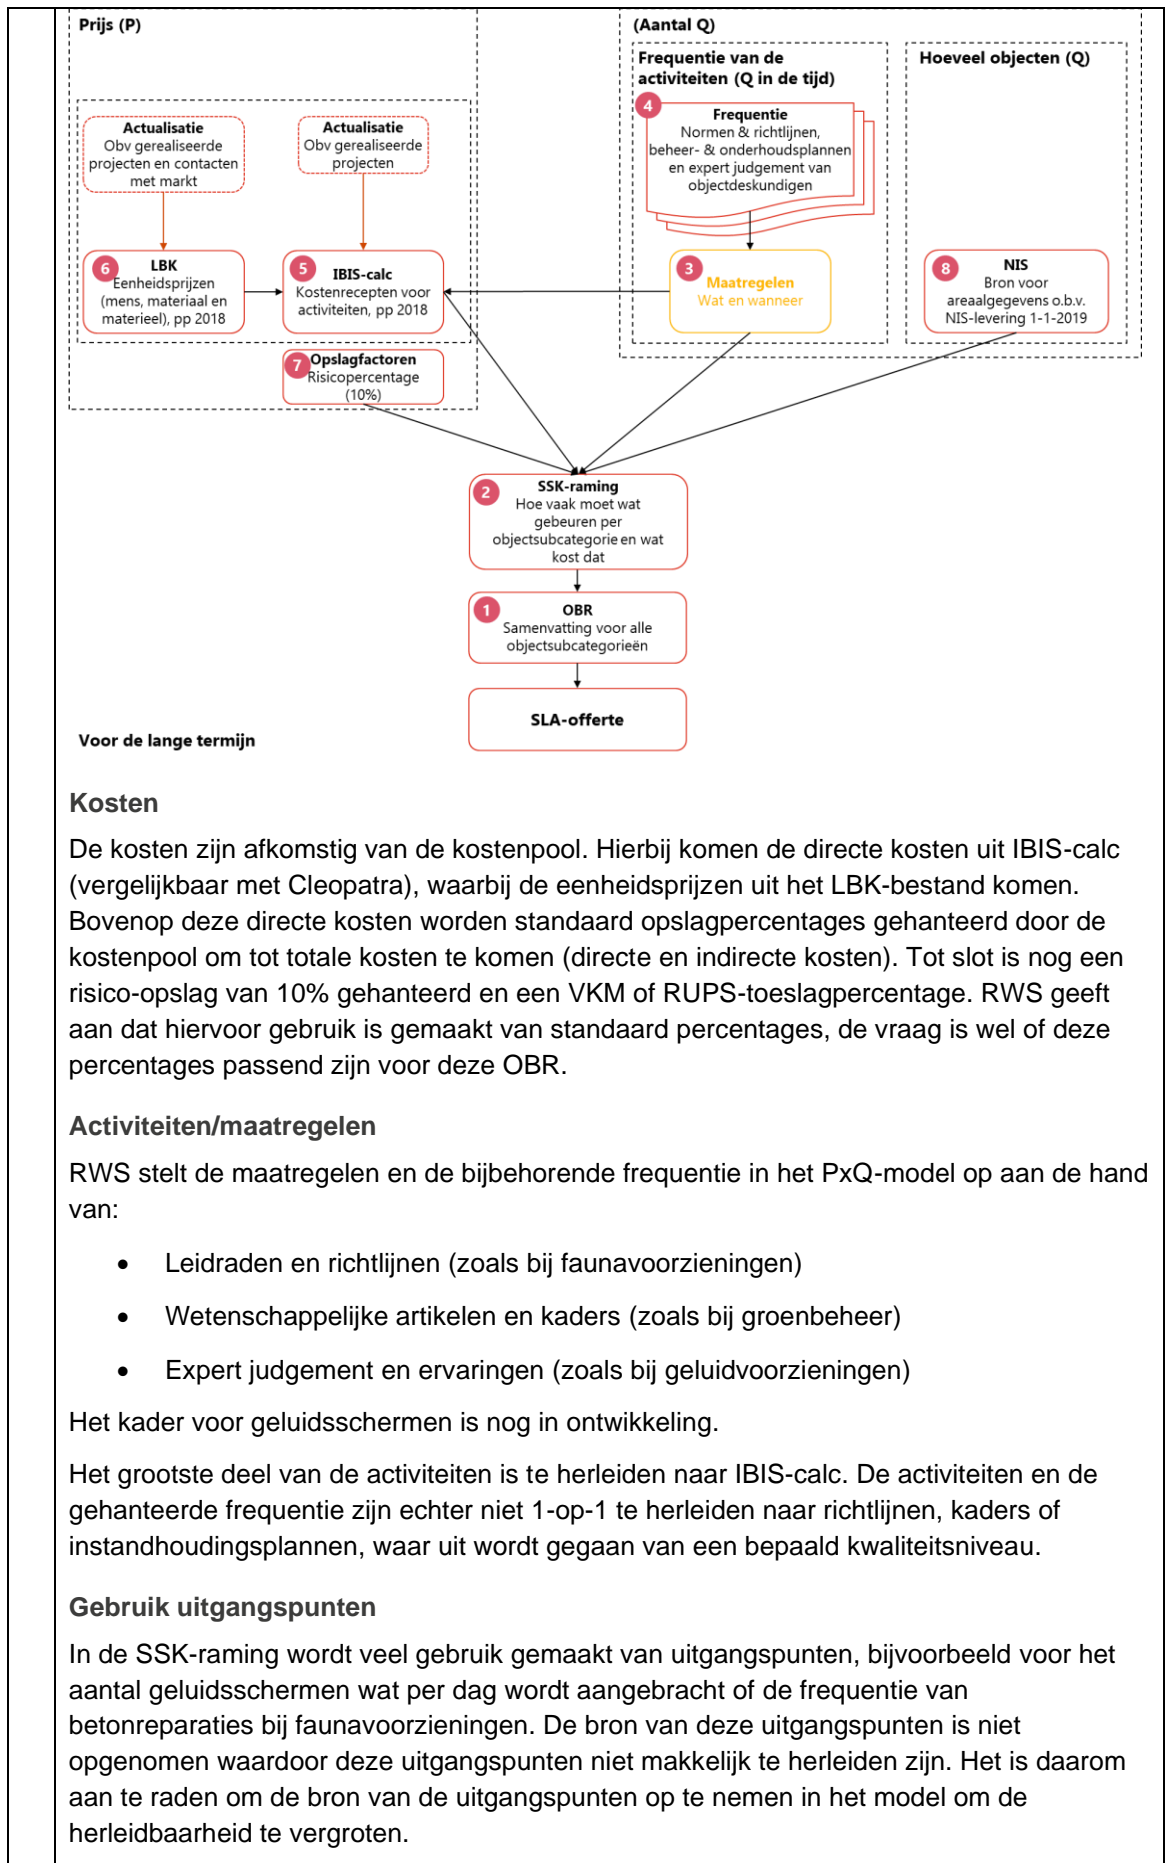 Prijs (P)
(Aantal Q)
Frequentie van de
activiteiten (Q in de tijd)
Hoeveel objecten (Q)
4
Frequentie
Normen & richtlijnen,
beheer- & onderhoudsplannen
en expert judgement van
objectdeskundigen
Actualisatie
Obv gerealiseerde
projecten en contacten
met markt
Actualisatie
Obv gerealiseerde
projecten
6
LBK
Eenheidsprijzen
(mens, materiaal en
materieel), pp 2018
5
IBIS-calc
Kostenrecepten voor
activiteiten, pp 2018
3
Maatregelen
Wat en wanneer
8
NIS
Bron voor
areaalgegevens o.b.v.
NIS-levering 1-1-2019
7
Opslagfactoren
Risicopercentage
(10%)
2
SSK-raming
Hoe vaak moet wat
gebeuren per
objectsubcategorie en wat
kost dat
1
OBR
Samenvatting voor alle
objectsubcategorieën
SLA-offerte
Voor de lange termijn
Kosten
De kosten zijn afkomstig van de kostenpool. Hierbij komen de directe kosten uit IBIS-calc
(vergelijkbaar met Cleopatra), waarbij de eenheidsprijzen uit het LBK-bestand komen.
Bovenop deze directe kosten worden standaard opslagpercentages gehanteerd door de
kostenpool om tot totale kosten te komen (directe en indirecte kosten). Tot slot is nog een
risico-opslag van 10% gehanteerd en een VKM of RUPS-toeslagpercentage. RWS geeft
aan dat hiervoor gebruik is gemaakt van standaard percentages, de vraag is wel of deze
percentages passend zijn voor deze OBR.
Activiteiten/maatregelen
RWS stelt de maatregelen en de bijbehorende frequentie in het PxQ-model op aan de hand
van:
• Leidraden en richtlijnen (zoals bij faunavoorzieningen)
• Wetenschappelijke artikelen en kaders (zoals bij groenbeheer)
• Expert judgement en ervaringen (zoals bij geluidvoorzieningen)
Het kader voor geluidsschermen is nog in ontwikkeling.
Het grootste deel van de activiteiten is te herleiden naar IBIS-calc. De activiteiten en de
gehanteerde frequentie zijn echter niet 1-op-1 te herleiden naar richtlijnen, kaders of
instandhoudingsplannen, waar uit wordt gegaan van een bepaald kwaliteitsniveau.
Gebruik uitgangspunten
In de SSK-raming wordt veel gebruik gemaakt van uitgangspunten, bijvoorbeeld voor het
aantal geluidsschermen wat per dag wordt aangebracht of de frequentie van
betonreparaties bij faunavoorzieningen. De bron van deze uitgangspunten is niet
opgenomen waardoor deze uitgangspunten niet makkelijk te herleiden zijn. Het is daarom
aan te raden om de bron van de uitgangspunten op te nemen in het model om de
herleidbaarheid te vergroten.